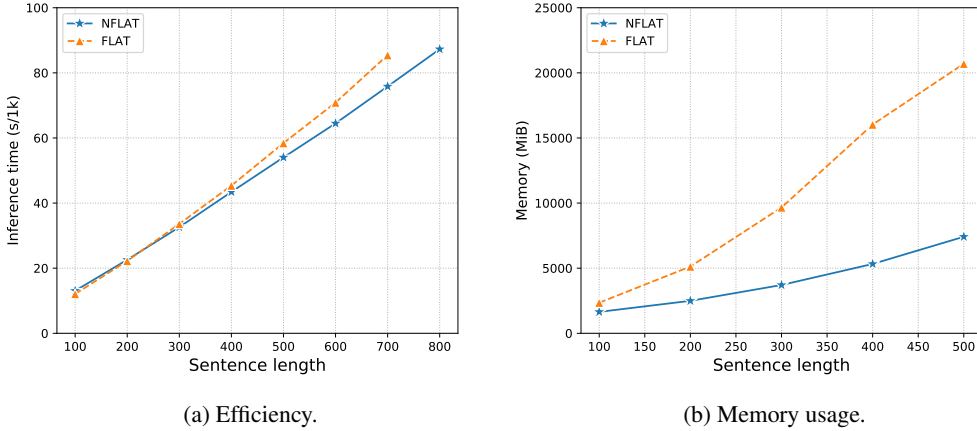 NFLAT
FLAT
100
80
60
40
20
0
Inference time (s/1k)
100 200 300 400 500 600 700 800
Sentence length
(a) Efficiency.
NFLAT
FLAT
25000
20000
15000
10000
5000
0
Memory (MiB)
100 150 200 250 300 350 400 450 500
Sentence length
(b) Memory usage.